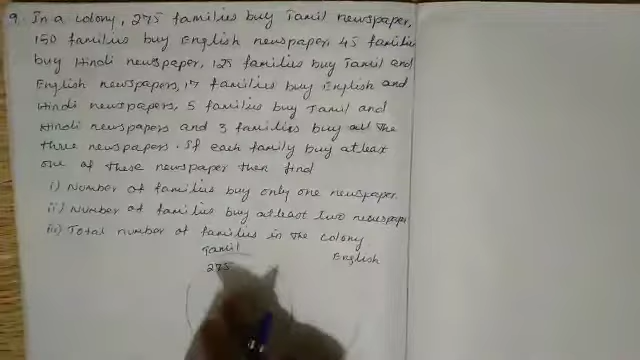 9. In a colony, 275 families buy Tamil newspaper,
150 families buy English newspaper, 45 families
buy Hindi newspaper, 125 families buy Tamil and
English newspapers, 17 families buy English and
Hindi newspapers, 5 families buy Tamil and
Hindi newspapers and 3 families buy all the
three newspapers. If each family buy atleast
one of these newspaper then find
i) Number of families buy only one newspaper.
ii) Number of families buy atleast two newspaper
iii) Total number of families in the colony
Tamil
English
275